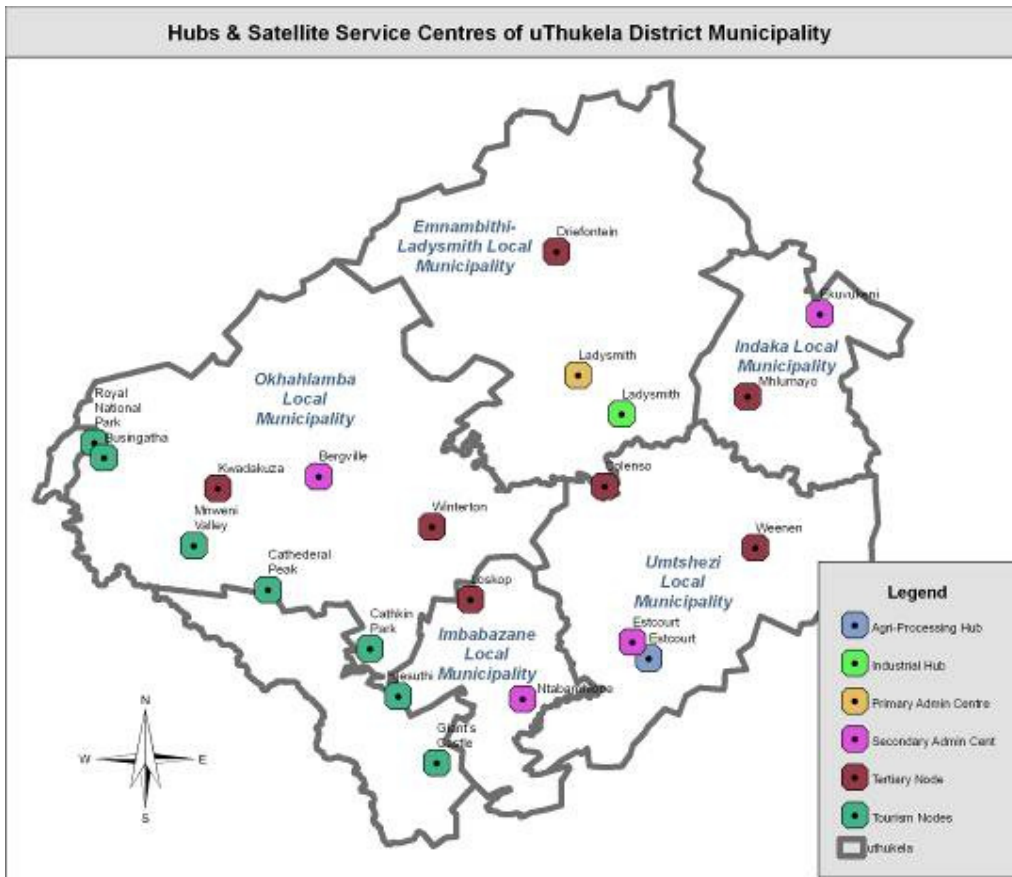 Hubs & Satellite Service Centres of uThukela District Municipality
Emnambithi-
Ladysmith Local
Municipality
Driefontein
Ekuvukeni
Indaka Local
Municipality
Mhlumayo
Ladysmith
Ladysmith
Okhahlamba
Local
Municipality
Royal
National
Park
Busingatha
Kwadakuza
Bergville
Colenso
Winterton
Mnweni
Valley
Weenen
Cathederal
Peak
Umtshezi
Local
Municipality
Loskop
Cathkin
Park
Imbabazane
Local
Municipality
Estcourt
Estcourt
Giant's
Castle
N
W
E
S
Legend
Agri-Processing Hub
Industrial Hub
Primary Admin Centre
Secondary Admin Cent
Tertiary Node
Tourism Nodes
uthukela